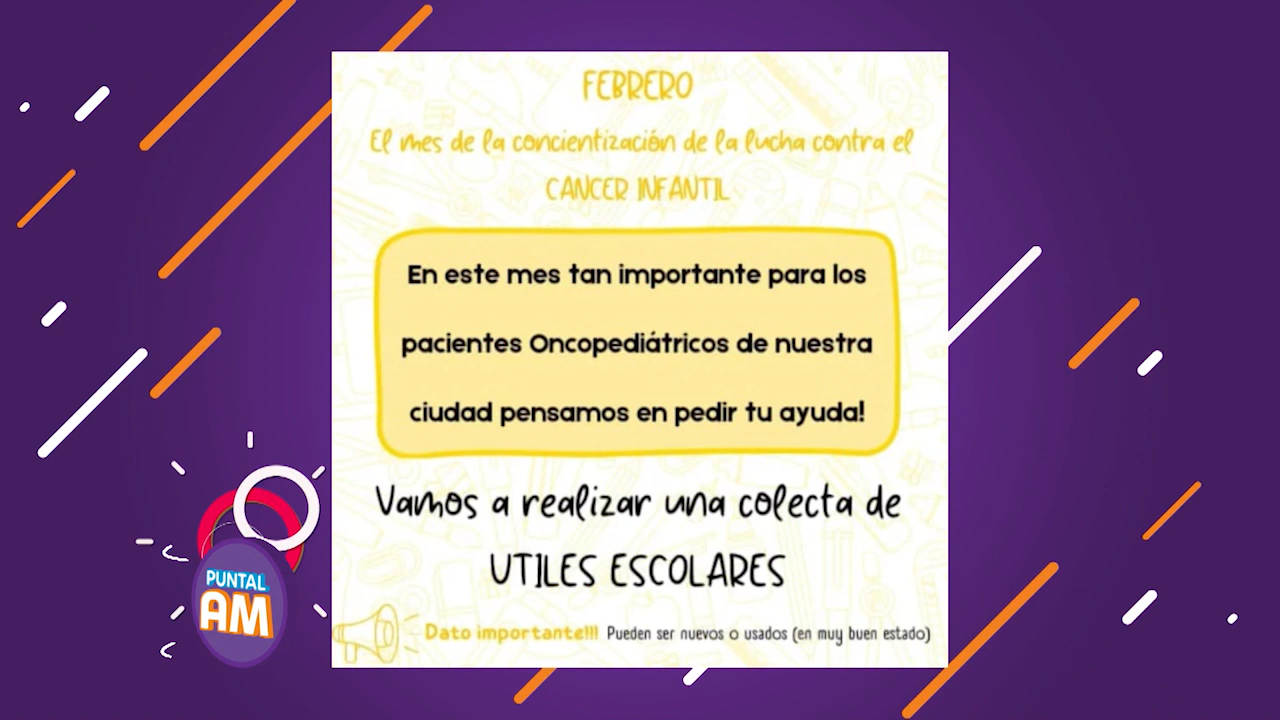 FEBRERO
El mes de la concientización de la lucha contra el
CANCER INFANTIL
En este mes tan importante para los
pacientes Oncopediátricos de nuestra
ciudad pensamos en pedir tu ayuda!
Vamos a realizar una colecta de
UTILES ESCOLARES
Dato importante!!! Pueden ser nuevos o usados (en muy buen estado)
PUNTAL
AM